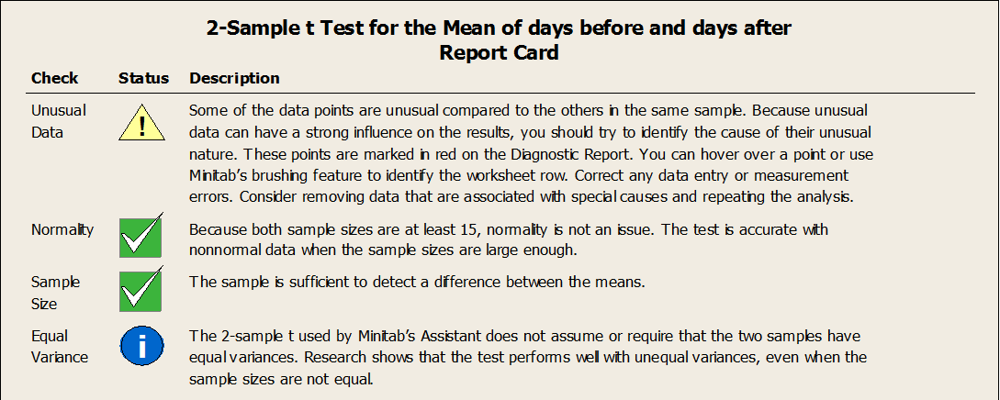 2-Sample t Test for the Mean of days before and days after
Report Card
Check Status Description
Unusual
Data
!
Some of the data points are unusual compared to the others in the same sample. Because unusual
data can have a strong influence on the results, you should try to identify the cause of their unusual
nature. These points are marked in red on the Diagnostic Report. You can hover over a point or use
Minitab's brushing feature to identify the worksheet row. Correct any data entry or measurement
errors. Consider removing data that are associated with special causes and repeating the analysis.
Normality
Because both sample sizes are at least 15, normality is not an issue. The test is accurate with
nonnormal data when the sample sizes are large enough.
Sample
Size
The sample is sufficient to detect a difference between the means.
Equal
Variance
i
The 2-sample t used by Minitab's Assistant does not assume or require that the two samples have
equal variances. Research shows that the test performs well with unequal variances, even when the
sample sizes are not equal.